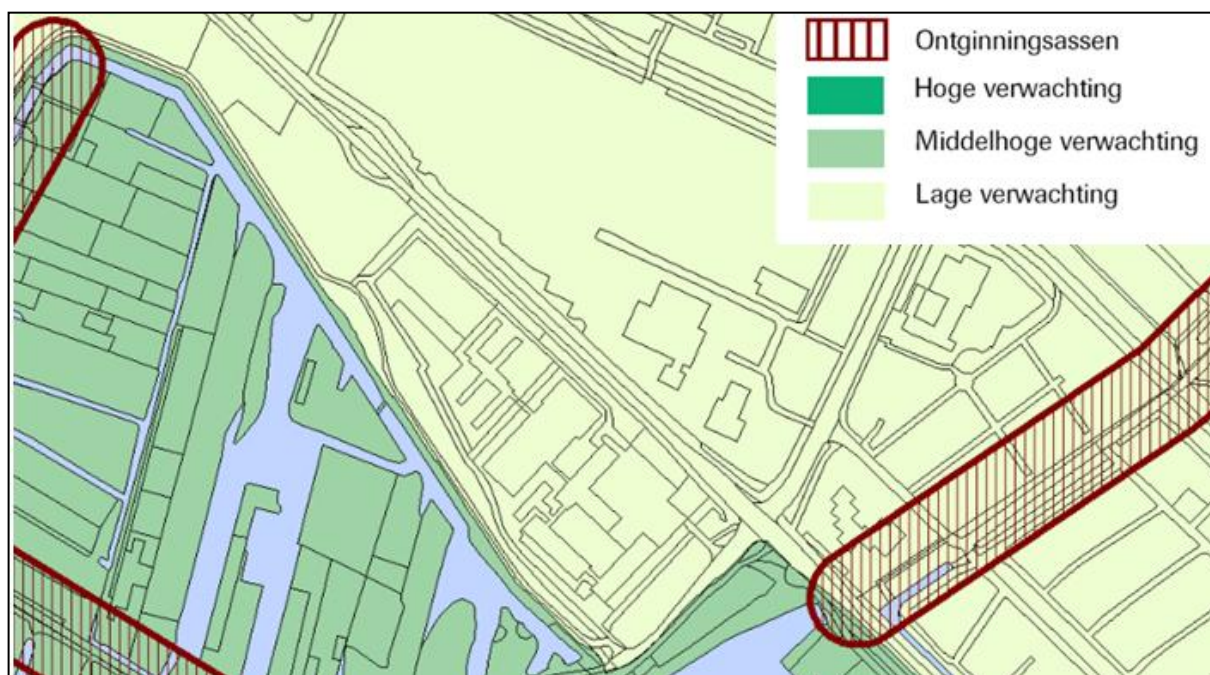 Ontginningsassen
Hoge verwachting
Middelhoge verwachting
Lage verwachting